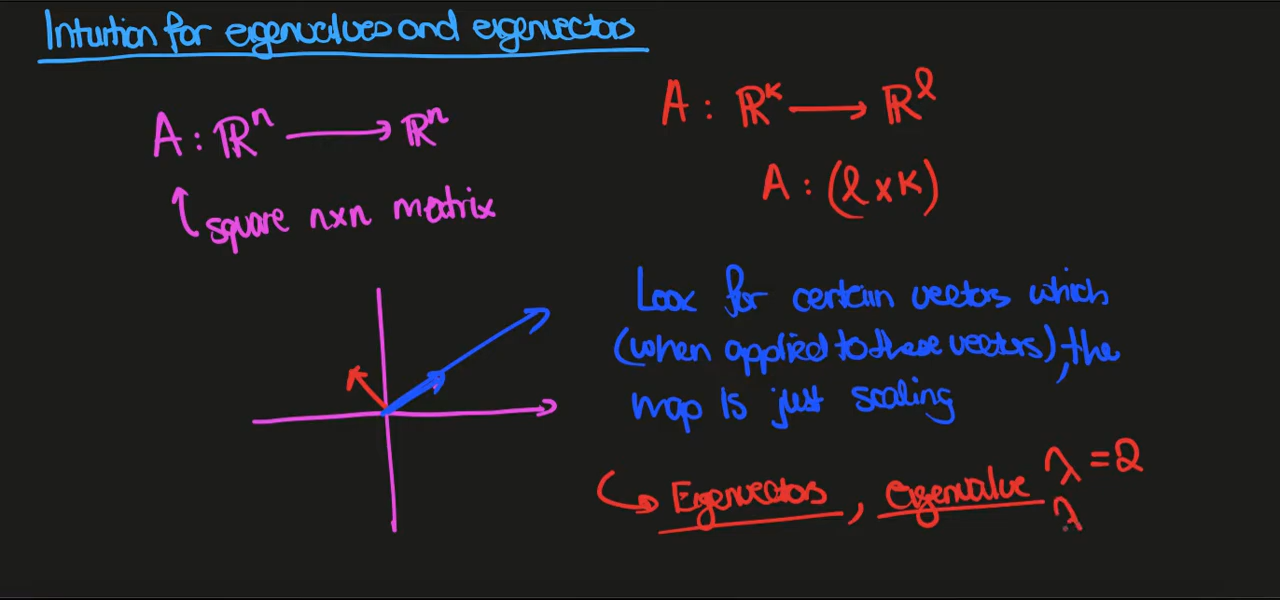 Intuition for eigenvalues and eigenvectors
A : ℝⁿ ⟶ ℝⁿ
square n×n matrix
A : ℝᵏ ⟶ ℝˡ
A : (l × k)
Look for certain vectors which
(when applied to these vectors), the
map is just scaling
Eigenvectors, eigenvalue λ = 2
λ